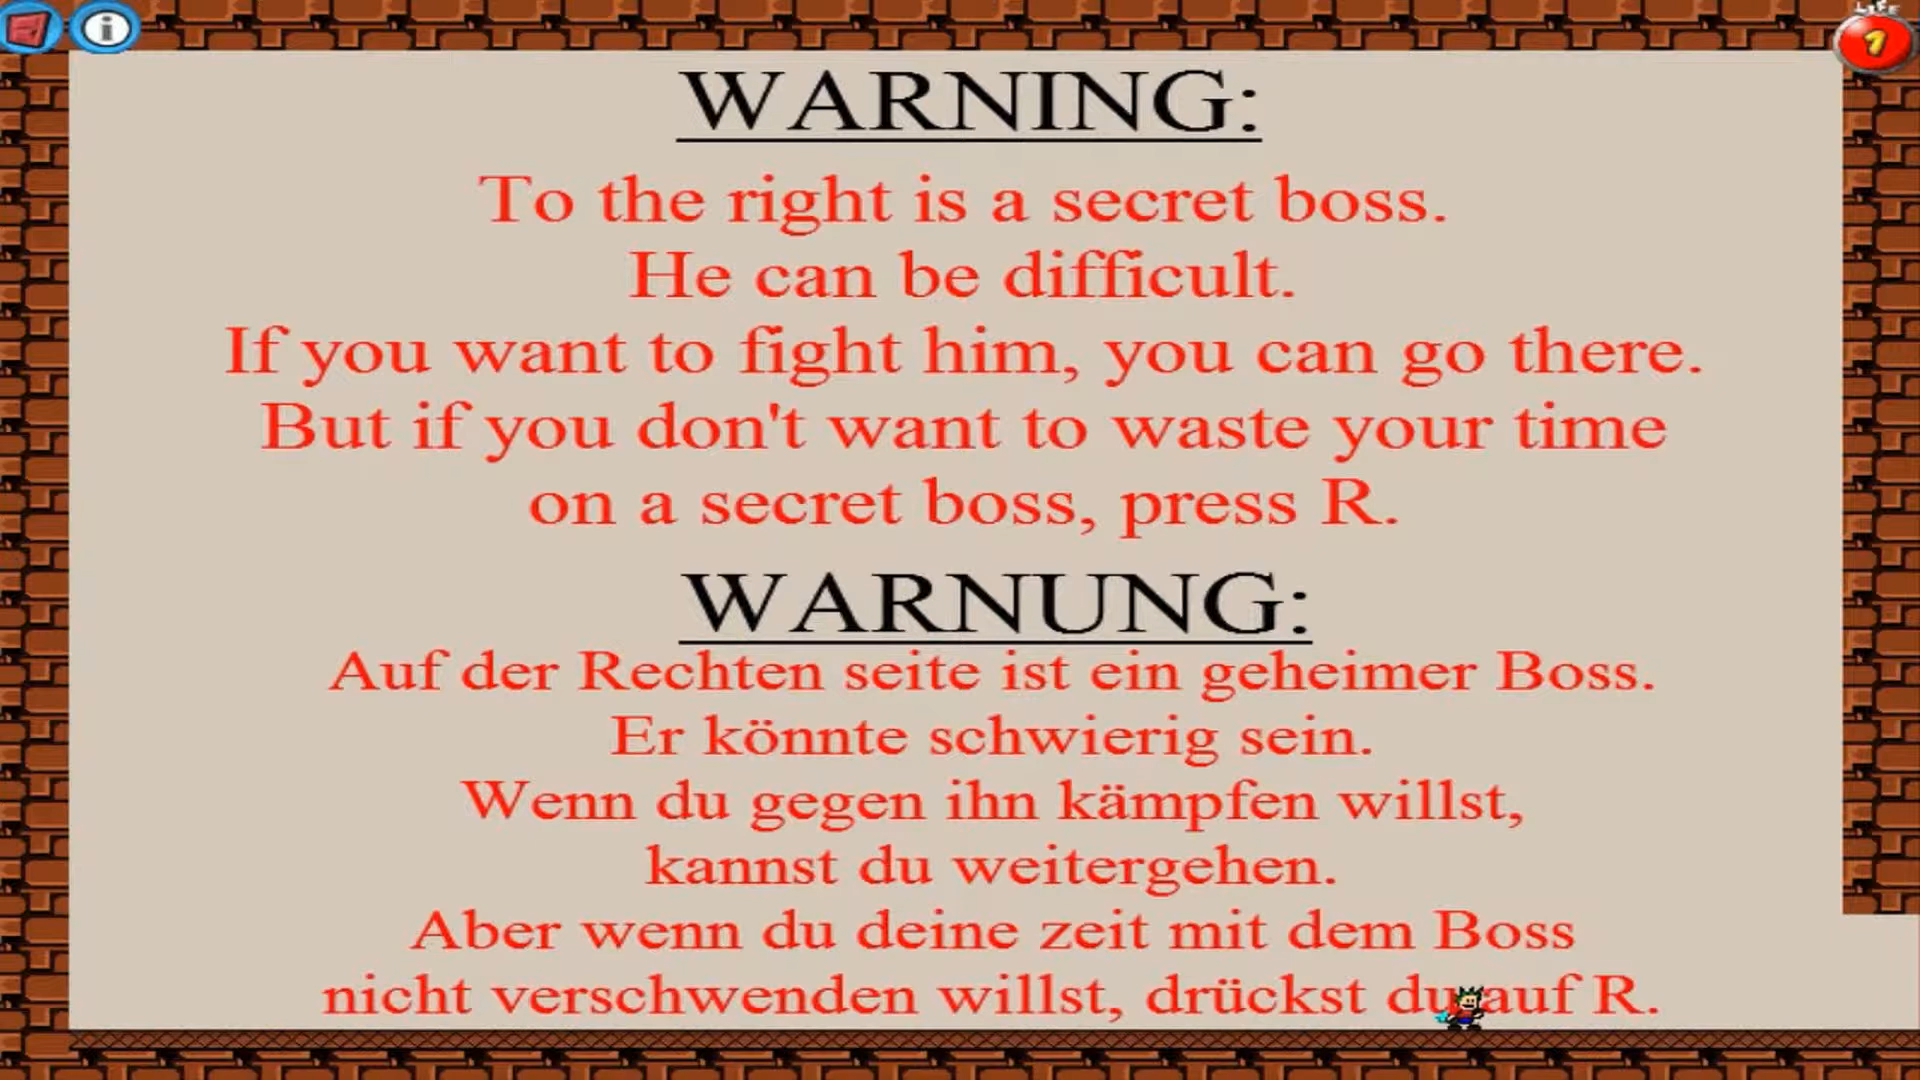 LIFE
1
WARNING:
To the right is a secret boss.
He can be difficult.
If you want to fight him, you can go there.
But if you don't want to waste your time
on a secret boss, press R.
WARNUNG:
Auf der Rechten seite ist ein geheimer Boss.
Er könnte schwierig sein.
Wenn du gegen ihn kämpfen willst,
kannst du weitergehen.
Aber wenn du deine zeit mit dem Boss
nicht verschwenden willst, drückst du auf R.